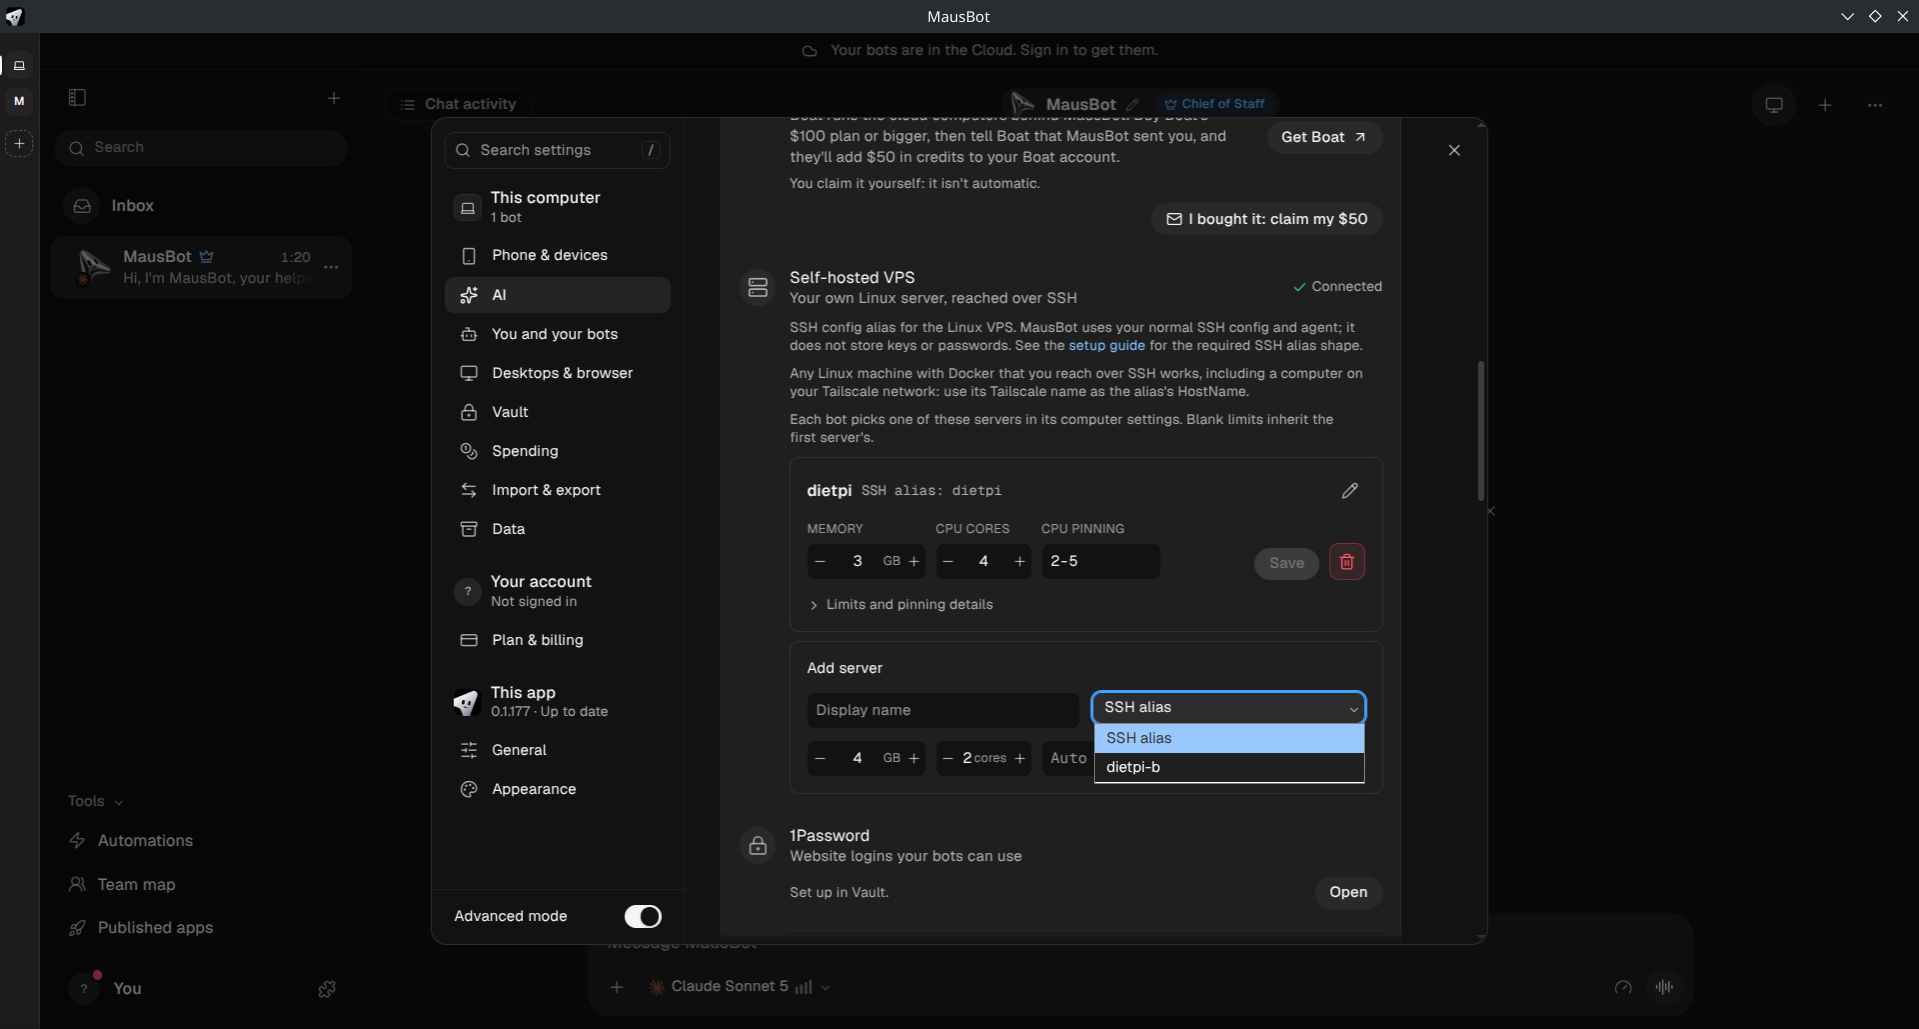 MausBot
Your bots are in the Cloud. Sign in to get them.
M
Search
Inbox
MausBot
1:20
Hi, I'm MausBot, your help
Tools
Automations
Team map
Published apps
?
You
Chat activity
MausBot
Chief of Staff
Search settings
/
This computer
1 bot
Phone & devices
AI
You and your bots
Desktops & browser
Vault
Spending
Import & export
Data
?
Your account
Not signed in
Plan & billing
This app
0.1.177 · Up to date
General
Appearance
Advanced mode
$100 plan or bigger, then tell Boat that MausBot sent you, and
they'll add $50 in credits to your Boat account.
Get Boat
You claim it yourself: it isn't automatic.
I bought it: claim my $50
Self-hosted VPS
Your own Linux server, reached over SSH
Connected
SSH config alias for the Linux VPS. MausBot uses your normal SSH config and agent; it
does not store keys or passwords. See the setup guide for the required SSH alias shape.
Any Linux machine with Docker that you reach over SSH works, including a computer on
your Tailscale network: use its Tailscale name as the alias's HostName.
Each bot picks one of these servers in its computer settings. Blank limits inherit the
first server's.
dietpi SSH alias: dietpi
MEMORY CPU CORES CPU PINNING
− 3 GB + − 4 + 2-5
Save
Limits and pinning details
Add server
Display name
SSH alias
SSH alias
dietpi-b
− 4 GB + − 2 cores + Auto
1Password
Website logins your bots can use
Set up in Vault.
Open
Message MausBot
Claude Sonnet 5